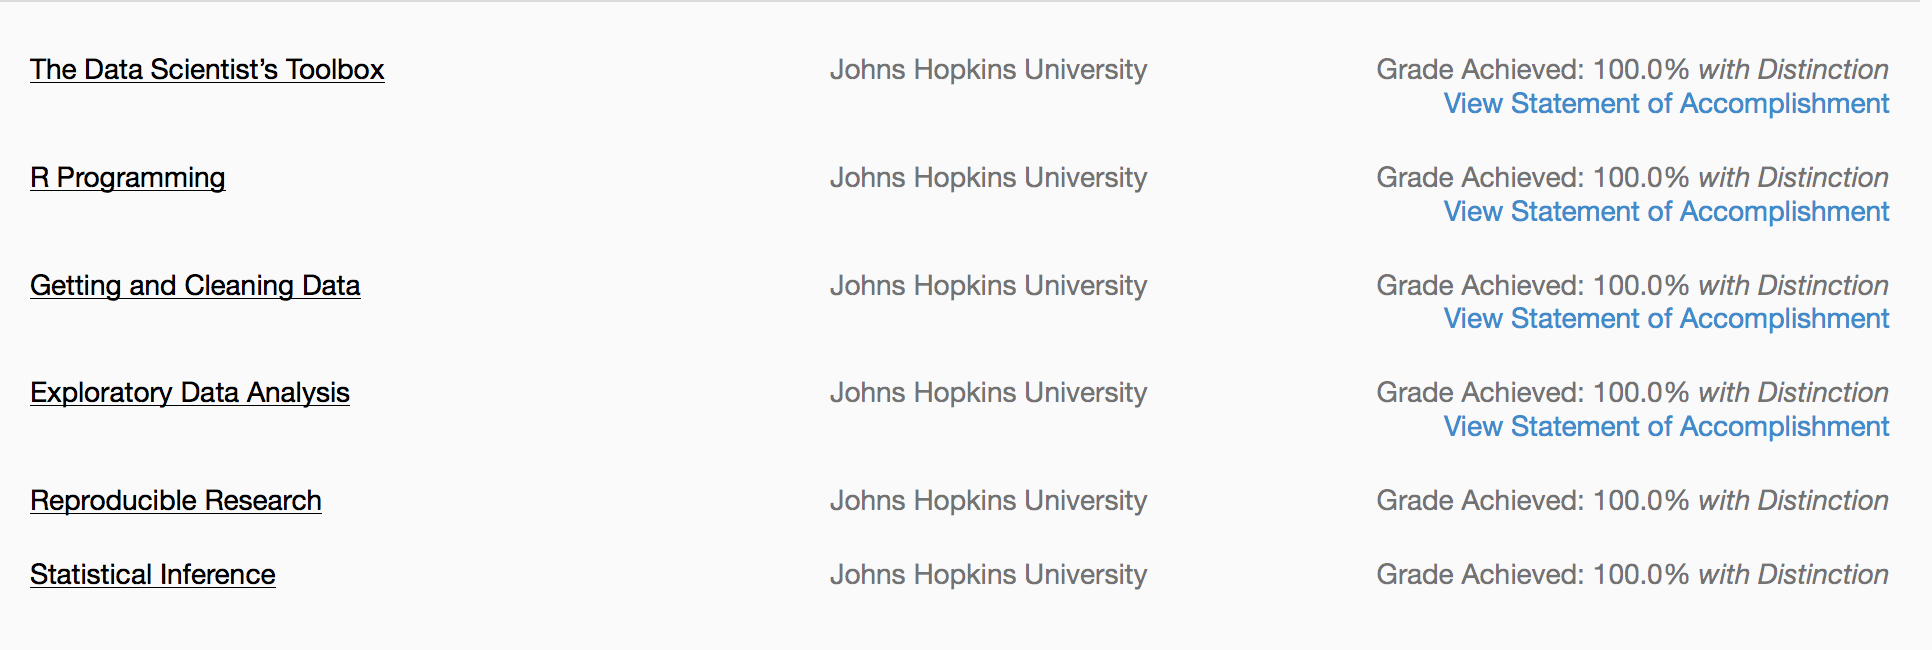 The Data Scientist’s Toolbox Johns Hopkins University Grade Achieved: 100.0% with Distinction
View Statement of Accomplishment
R Programming Johns Hopkins University Grade Achieved: 100.0% with Distinction
View Statement of Accomplishment
Getting and Cleaning Data Johns Hopkins University Grade Achieved: 100.0% with Distinction
View Statement of Accomplishment
Exploratory Data Analysis Johns Hopkins University Grade Achieved: 100.0% with Distinction
View Statement of Accomplishment
Reproducible Research Johns Hopkins University Grade Achieved: 100.0% with Distinction
Statistical Inference Johns Hopkins University Grade Achieved: 100.0% with Distinction